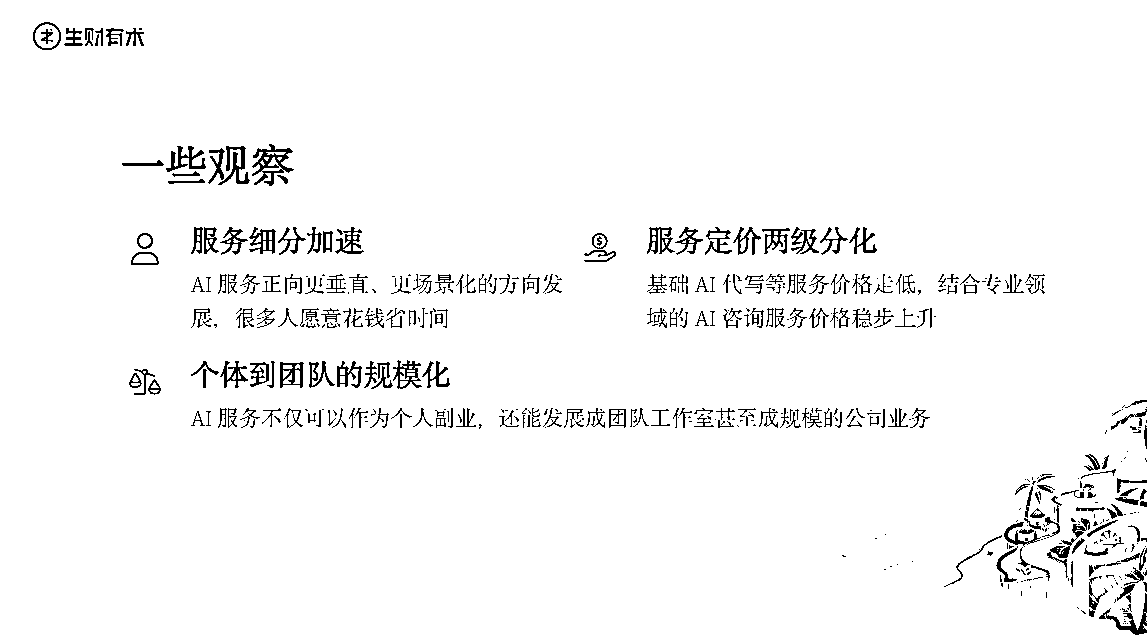 生财有术
一些观察
服务细分加速
AI 服务正向更垂直、更场景化的方向发
展，很多人愿意花钱省时间
服务定价两级分化
基础 AI 代写等服务价格走低，结合专业领
域的 AI 咨询服务价格稳步上升
个体到团队的规模化
AI 服务不仅可以作为个人副业，还能发展成团队工作室甚至成规模的公司业务